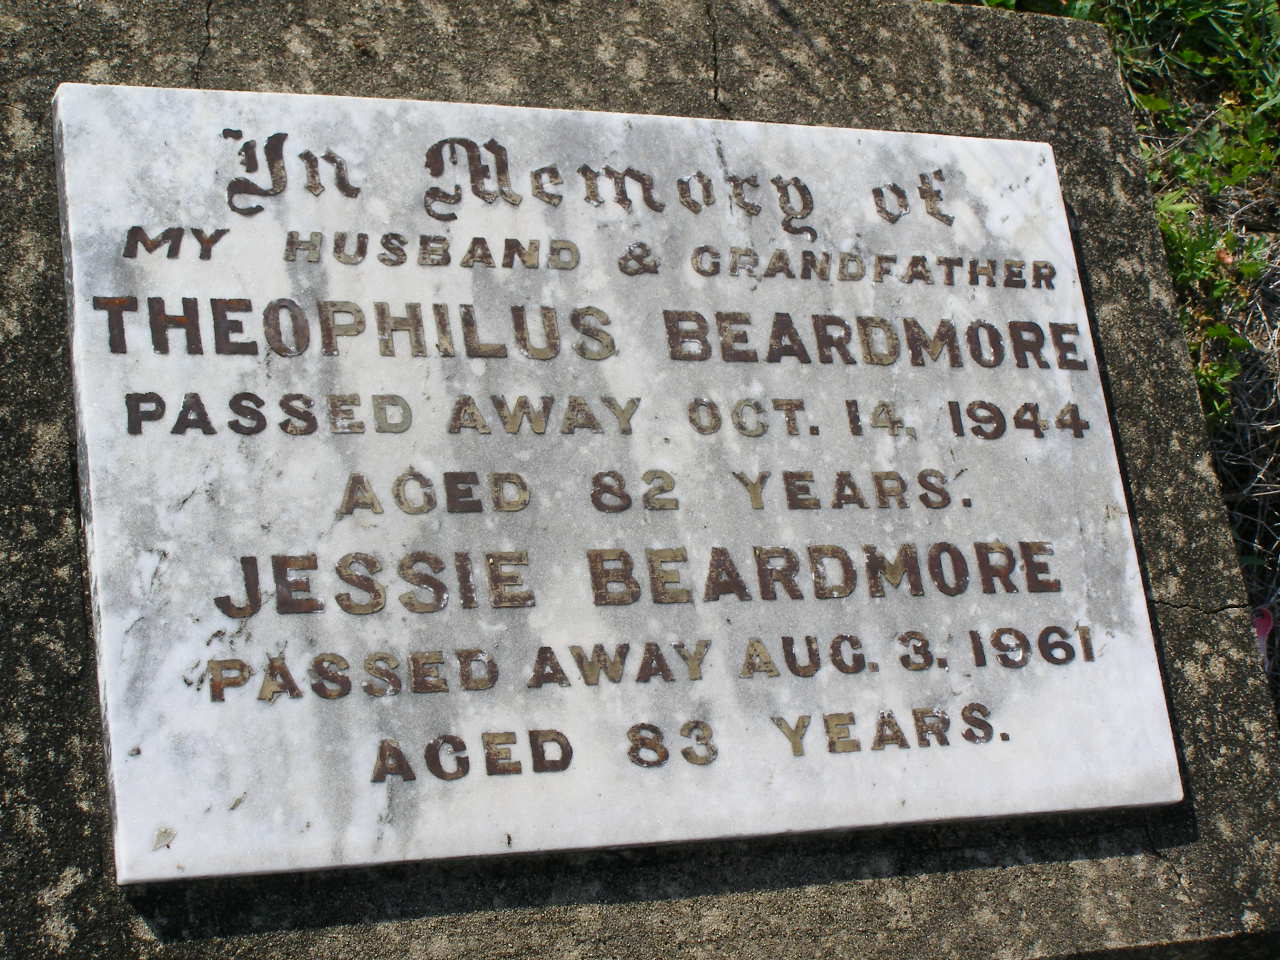 In Memory of
MY HUSBAND & GRANDFATHER
THEOPHILUS BEARDMORE
PASSED AWAY OCT. 14, 1944
AGED 82 YEARS.
JESSIE BEARDMORE
PASSED AWAY AUG. 3. 1961
AGED 83 YEARS.